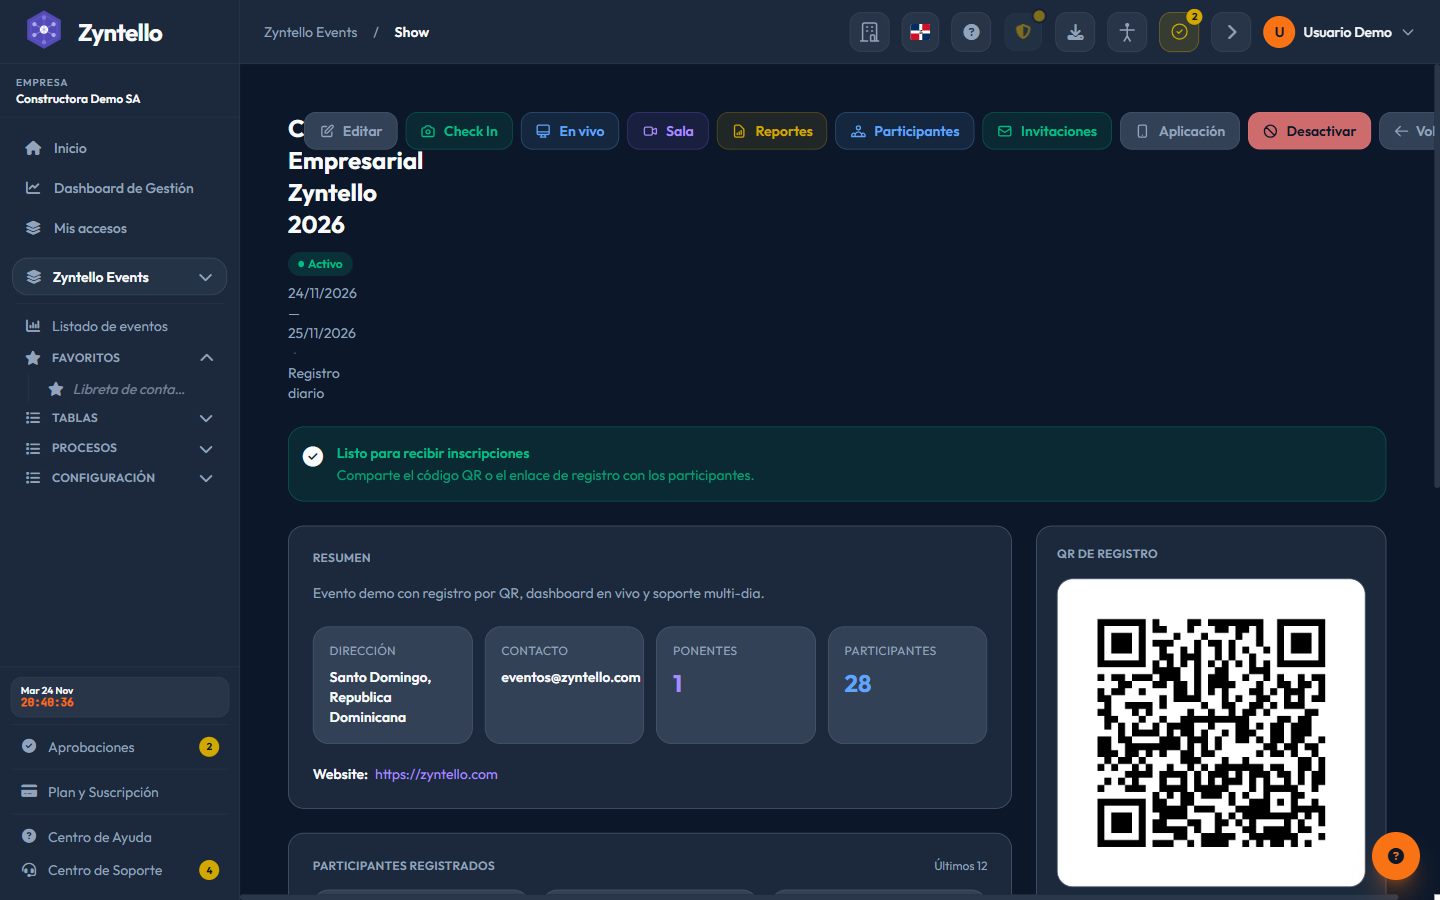 Zyntello
Zyntello Events / Show
2
U
Usuario Demo
EMPRESA
Constructora Demo SA
Inicio
Dashboard de Gestión
Mis accesos
Zyntello Events
Listado de eventos
FAVORITOS
Libreta de conta...
TABLAS
PROCESOS
CONFIGURACIÓN
Mar 24 Nov
20:40:36
Aprobaciones 2
Plan y Suscripción
Centro de Ayuda
Centro de Soporte 4
Editar
Check In
En vivo
Sala
Reportes
Participantes
Invitaciones
Aplicación
Desactivar
Empresarial
Zyntello
2026
Activo
24/11/2026
—
25/11/2026
·
Registro
diario
Listo para recibir inscripciones
Comparte el código QR o el enlace de registro con los participantes.
RESUMEN
Evento demo con registro por QR, dashboard en vivo y soporte multi-dia.
DIRECCIÓN
Santo Domingo,
Republica
Dominicana
CONTACTO
eventos@zyntello.com
PONENTES
1
PARTICIPANTES
28
Website: https://zyntello.com
PARTICIPANTES REGISTRADOS
Últimos 12
QR DE REGISTRO